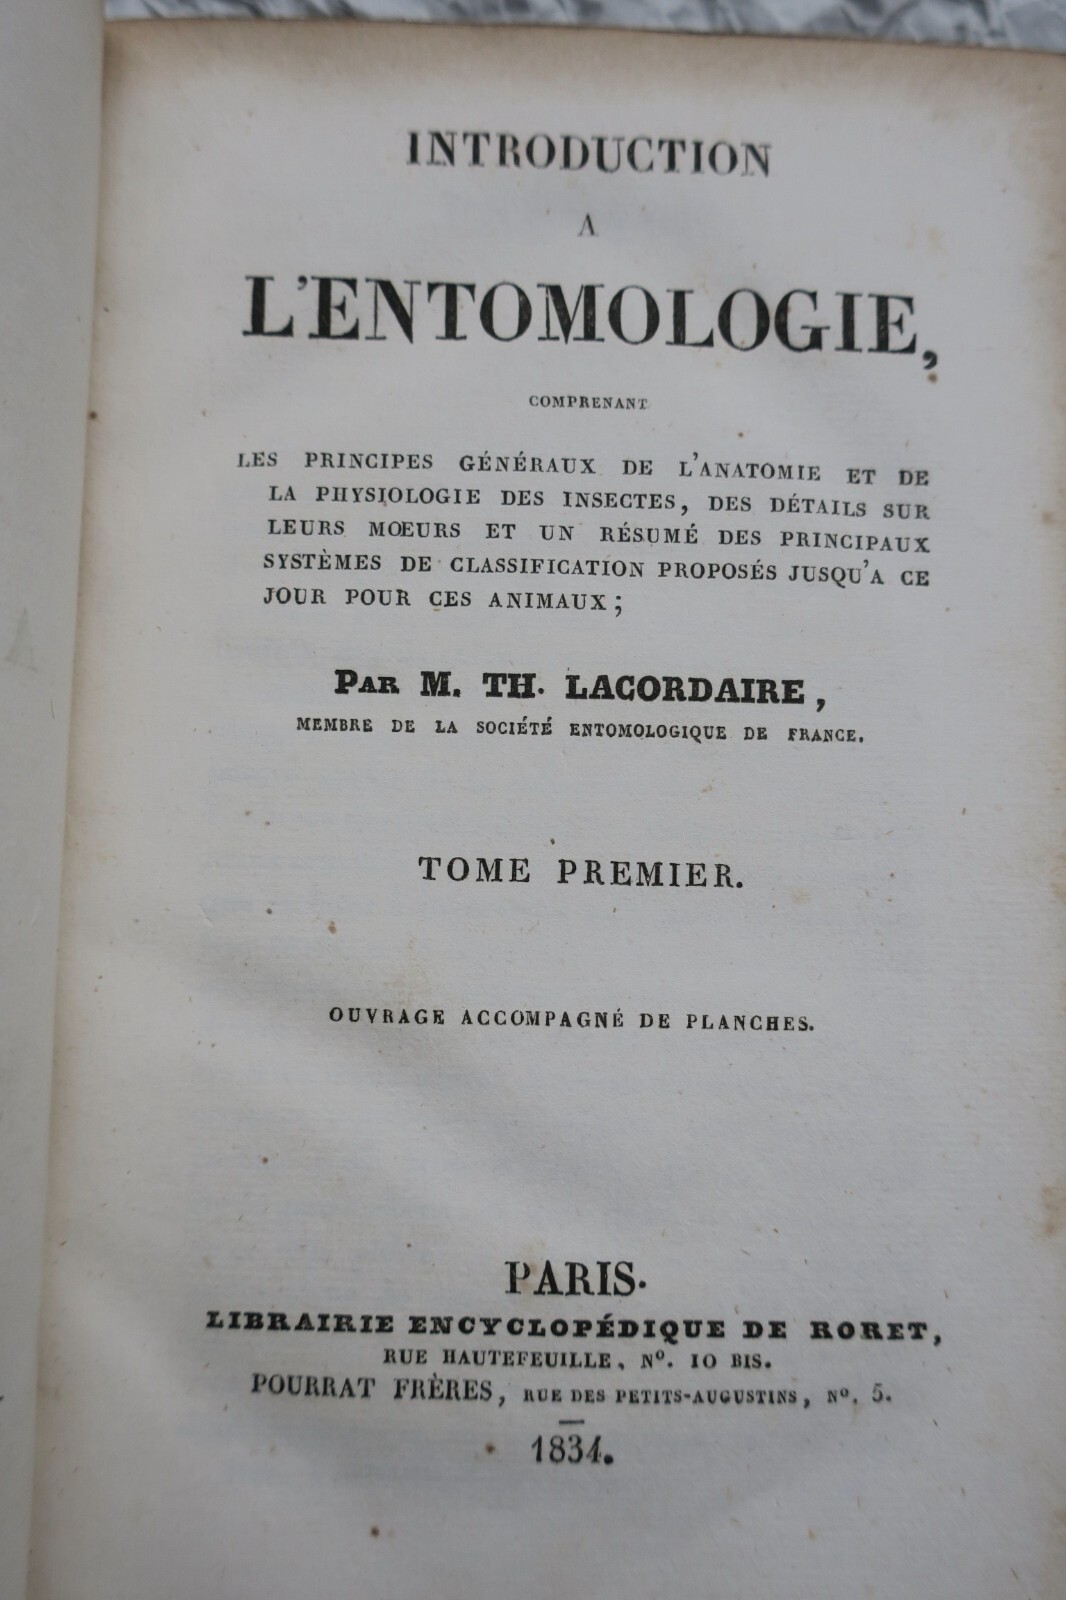 INTRODUCTION
A
L'ENTOMOLOGIE,
COMPRENANT
LES PRINCIPES GÉNÉRAUX DE L'ANATOMIE ET DE
LA PHYSIOLOGIE DES INSECTES, DES DÉTAILS SUR
LEURS MŒURS ET UN RÉSUMÉ DES PRINCIPAUX
SYSTÈMES DE CLASSIFICATION PROPOSÉS JUSQU'A CE
JOUR POUR CES ANIMAUX;
PAR M. TH. LACORDAIRE,
MEMBRE DE LA SOCIÉTÉ ENTOMOLOGIQUE DE FRANCE.
TOME PREMIER.
OUVRAGE ACCOMPAGNÉ DE PLANCHES.
PARIS.
LIBRAIRIE ENCYCLOPÉDIQUE DE RORET,
RUE HAUTEFEUILLE, Nº. 10 BIS.
POURRAT FRÈRES, RUE DES PETITS-AUGUSTINS, Nº. 5.
1834.